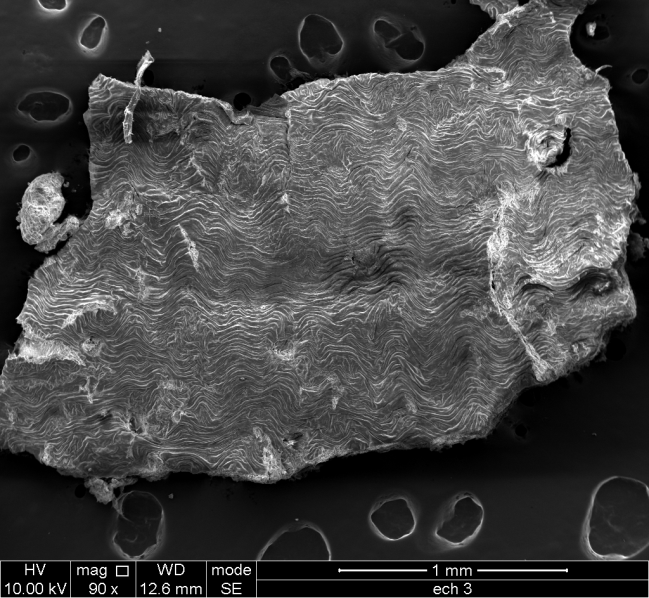 HV mag □ WD mode 1 mm
10.00 kV 90 x 12.6 mm SE ech 3